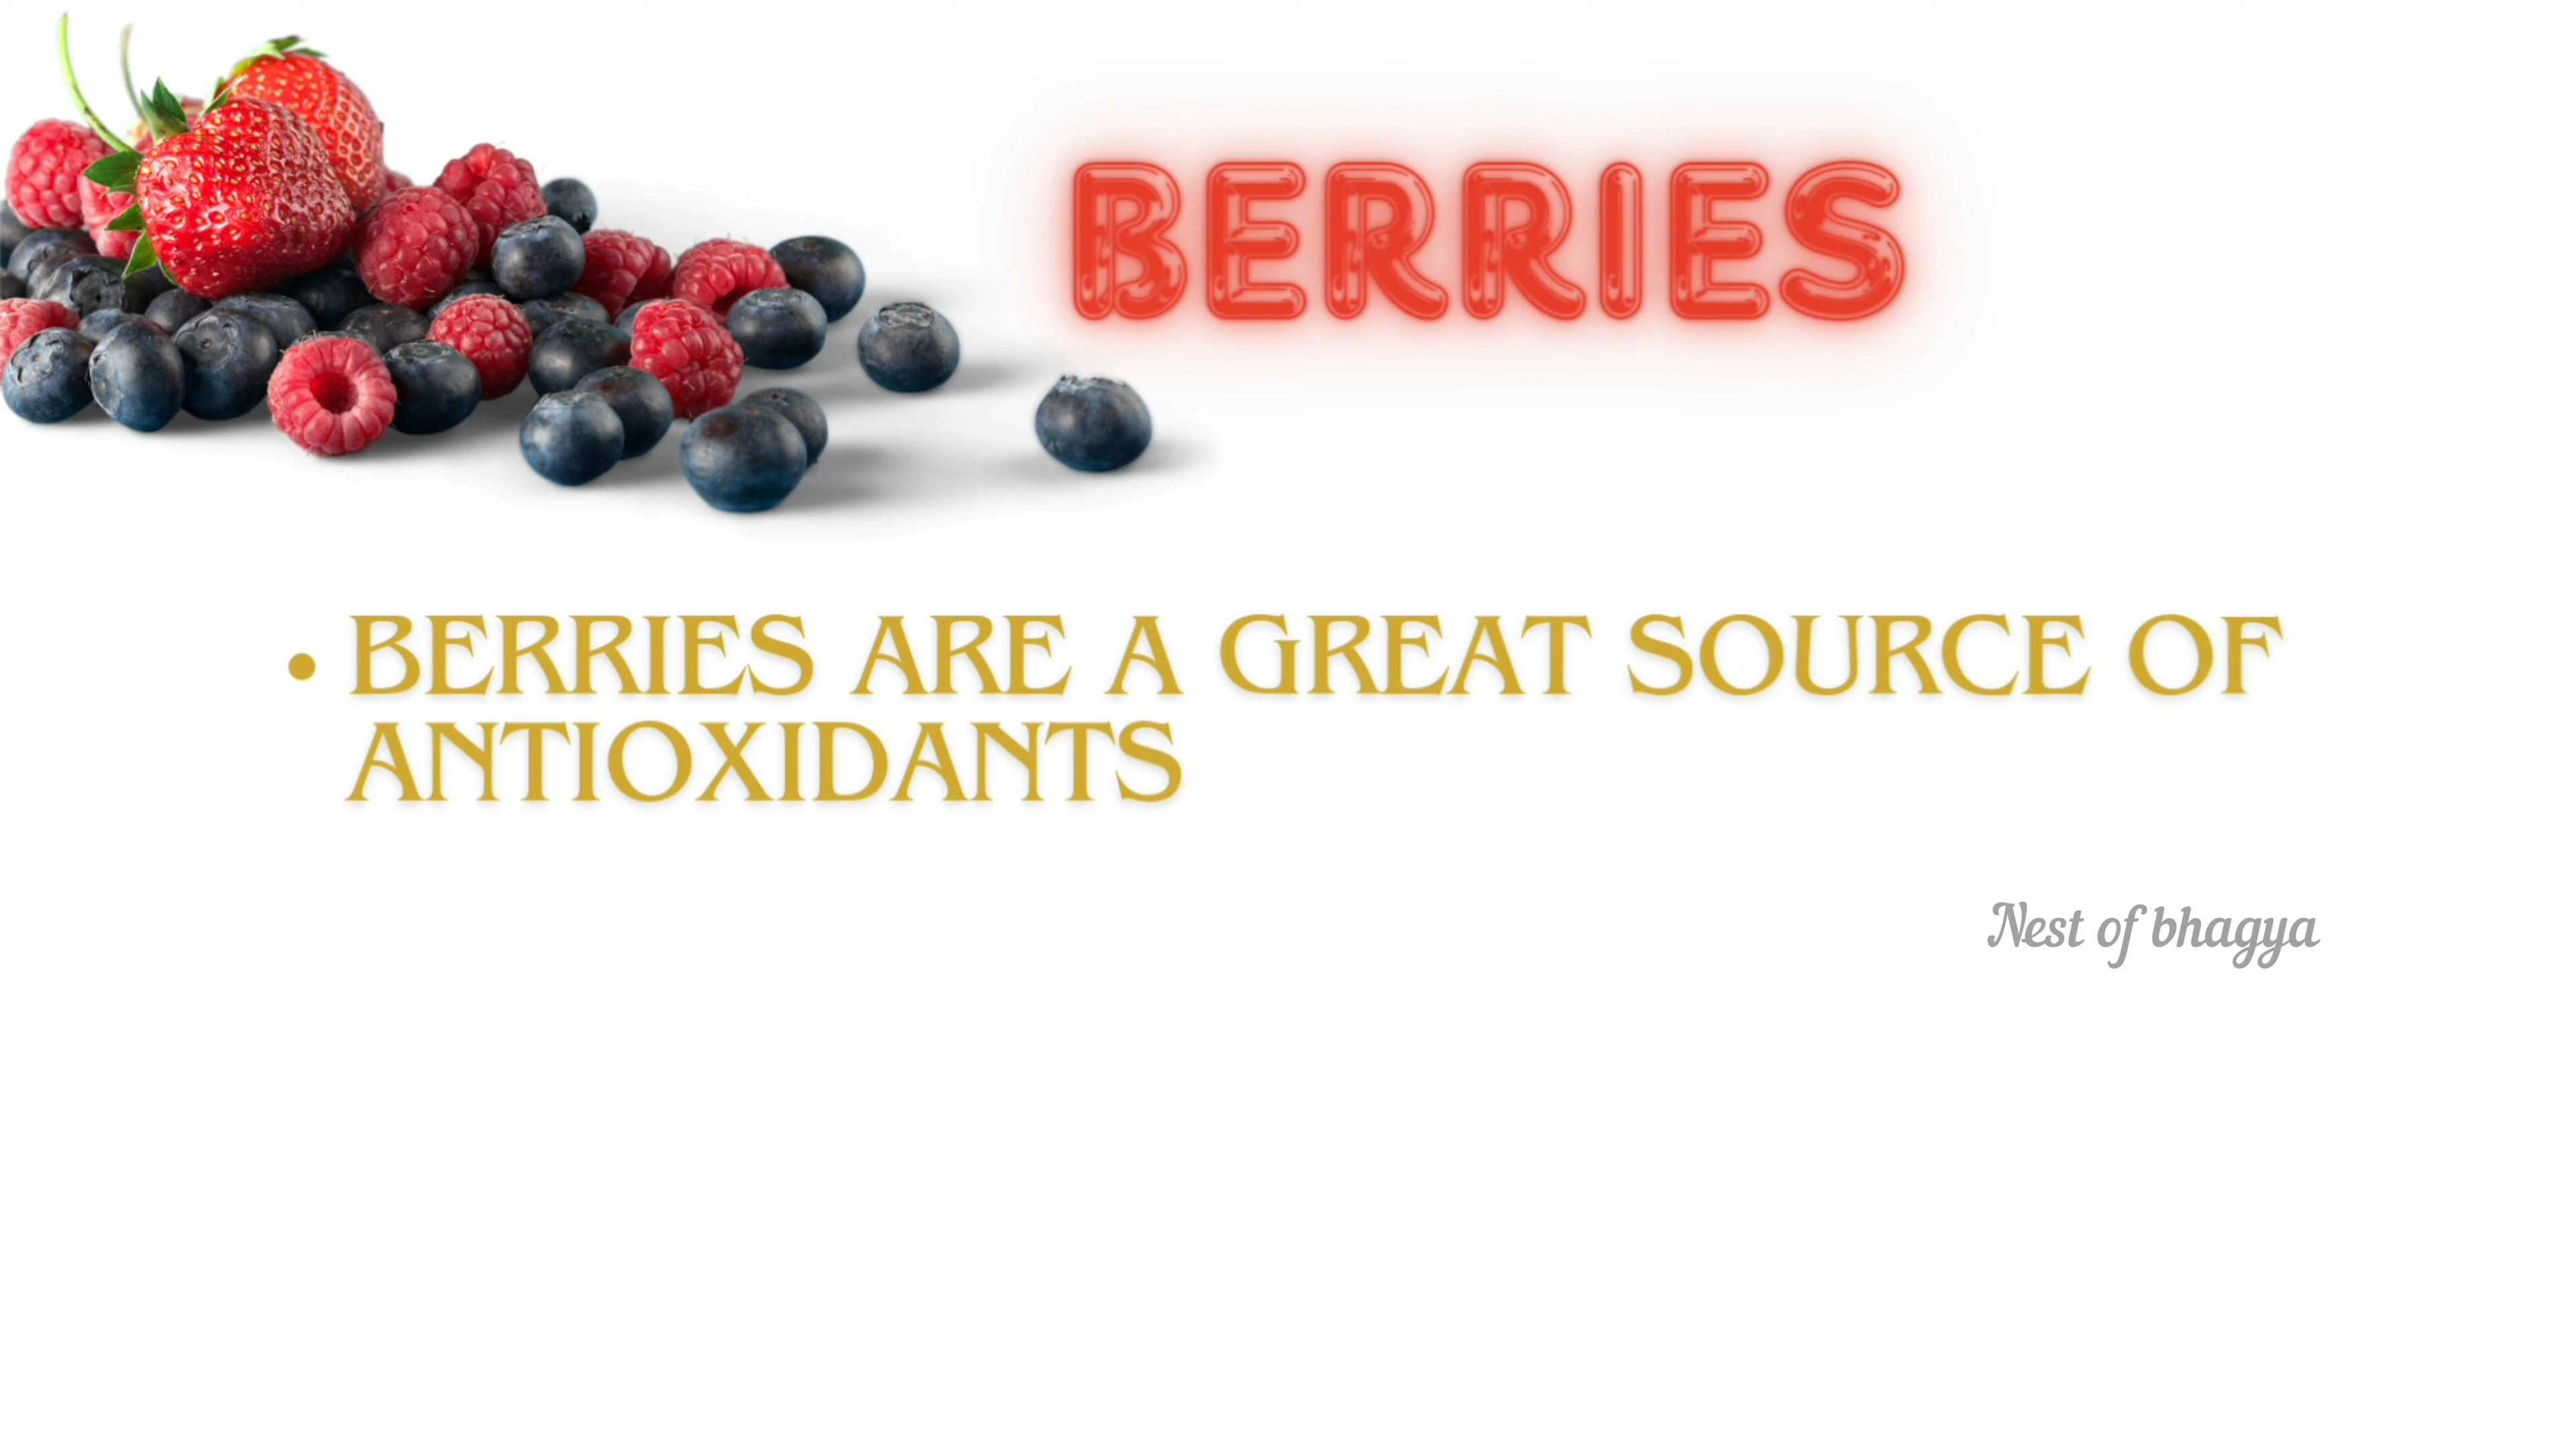 BERRIES
• BERRIES ARE A GREAT SOURCE OF
ANTIOXIDANTS
Nest of bhagya